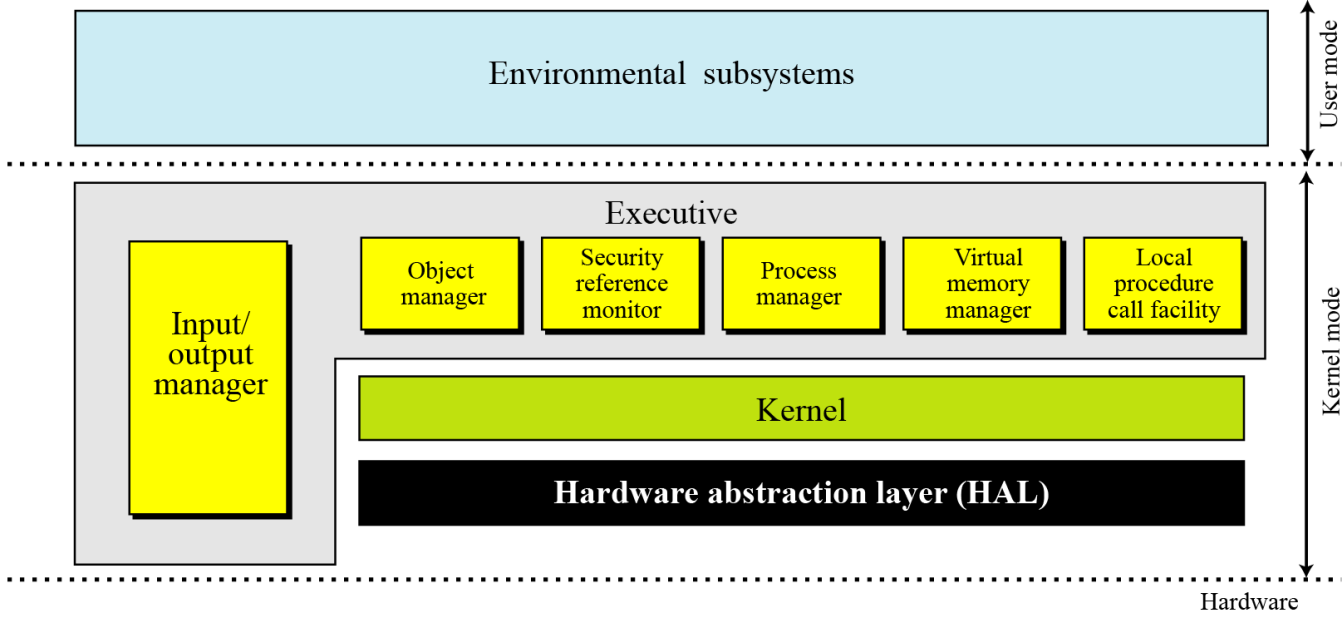 Environmental subsystems
User mode
Executive
Input/
output
manager
Object
manager
Security
reference
monitor
Process
manager
Virtual
memory
manager
Local
procedure
call facility
Kernel
Hardware abstraction layer (HAL)
Kernel mode
Hardware